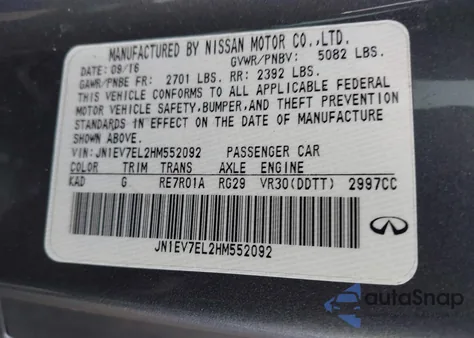 MANUFACTURED BY NISSAN MOTOR CO.,LTD.
DATE: 09/16 GVWR/PNBV: 5082 LBS.
GAWR/PNBE FR: 2701 LBS. RR: 2392 LBS.
THIS VEHICLE CONFORMS TO ALL APPLICABLE FEDERAL
MOTOR VEHICLE SAFETY, BUMPER, AND THEFT PREVENTION
STANDARDS IN EFFECT ON THE DATE OF MANUFACTURE
SHOWN ABOVE.
VIN: JN1EV7EL2HM552092 PASSENGER CAR
COLOR TRIM TRANS AXLE ENGINE
KAD G RE7R01A RG29 VR30(DDTT) 2997CC
JN1EV7EL2HM552092
autoSnap